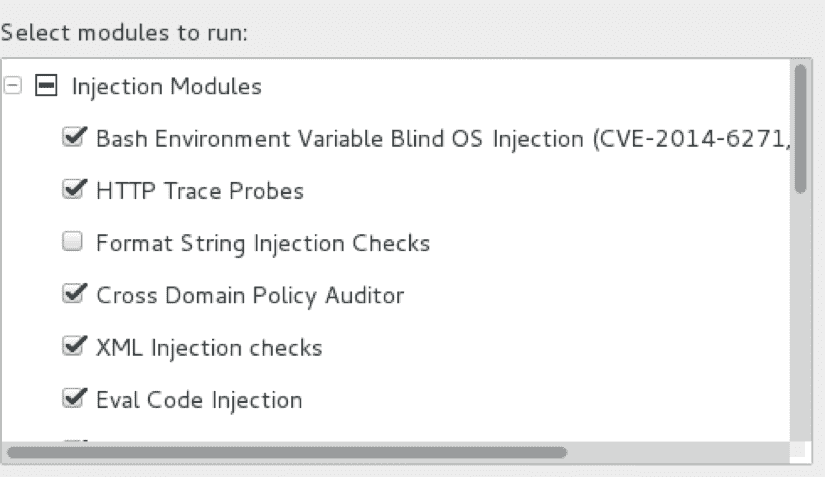 Select modules to run:
Injection Modules
Bash Environment Variable Blind OS Injection (CVE-2014-6271,
HTTP Trace Probes
Format String Injection Checks
Cross Domain Policy Auditor
XML Injection checks
Eval Code Injection